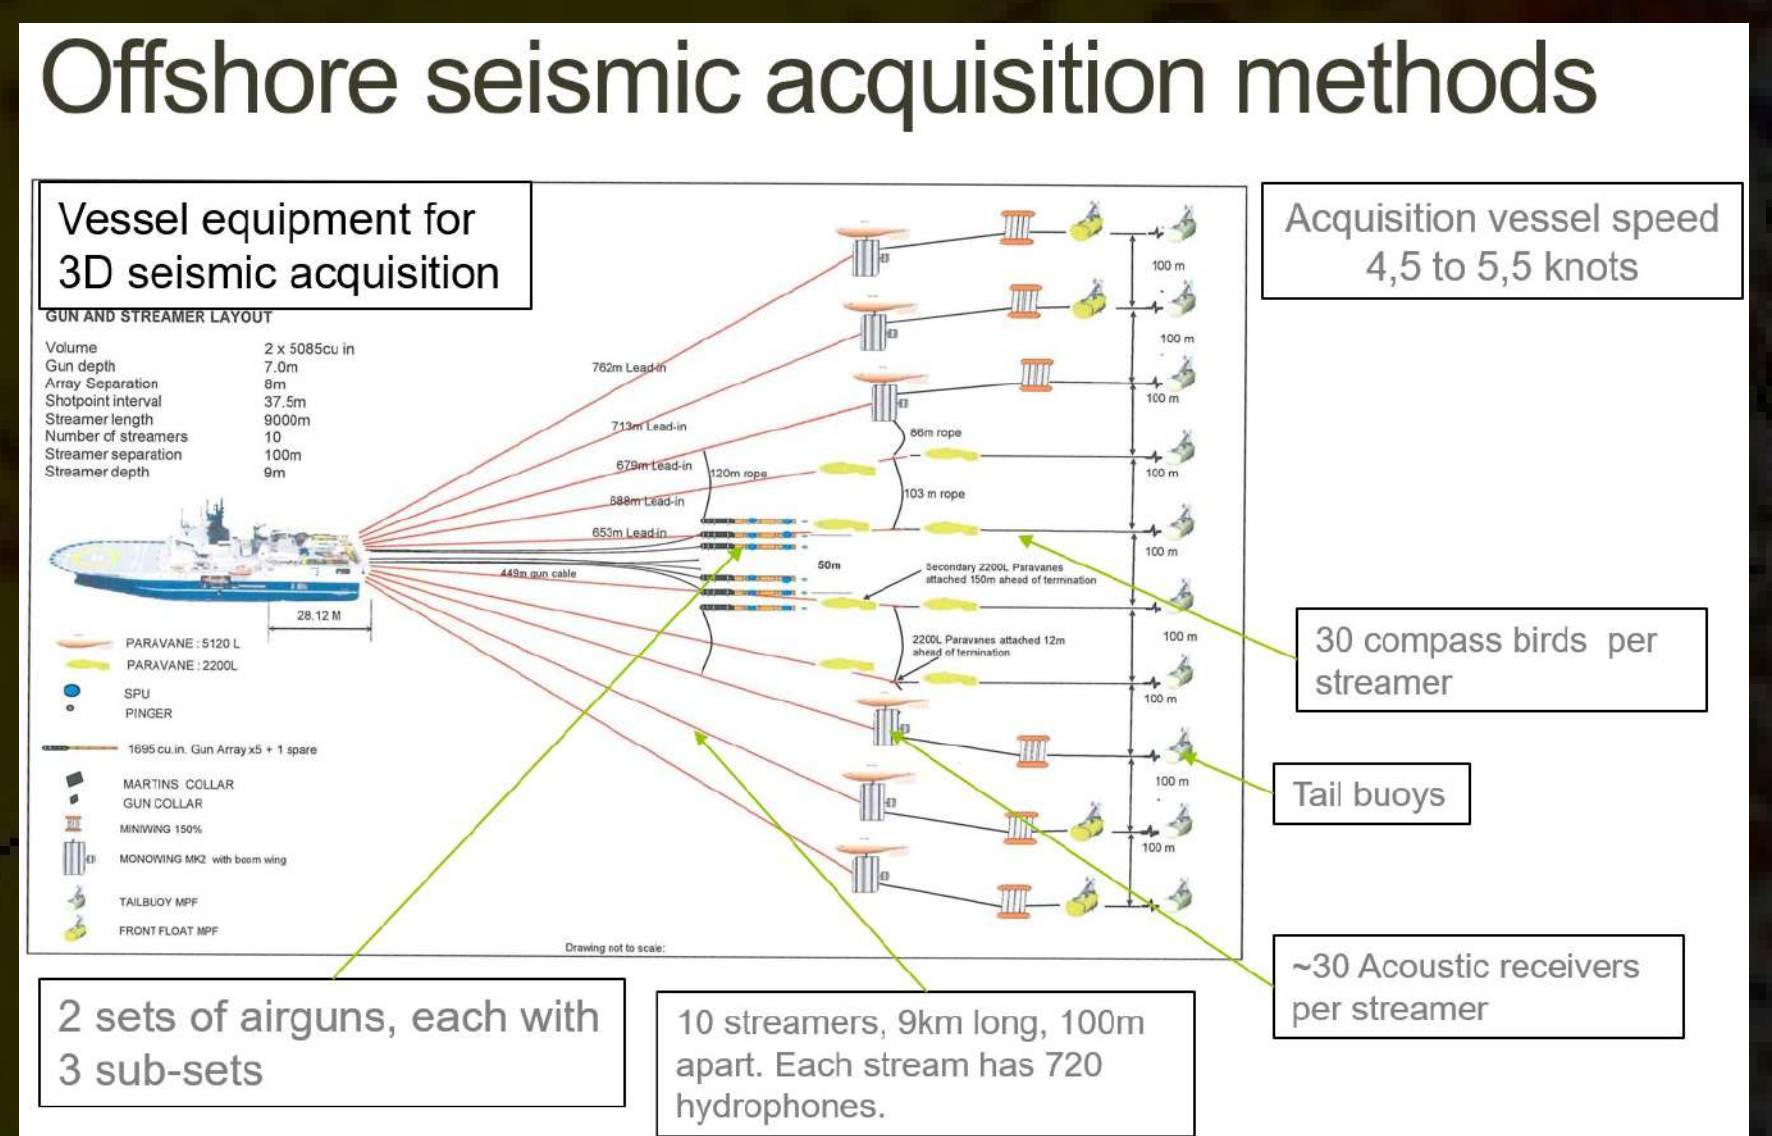 Offshore seismic acquisition methods
Vessel equipment for
3D seismic acquisition
Acquisition vessel speed
4,5 to 5,5 knots
GUN AND STREAMER LAYOUT
Volume 2 x 5085cu in
Gun depth 7.0m
Array Separation 8m
Shotpoint interval 37.5m
Streamer length 9000m
Number of streamers 10
Streamer separation 100m
Streamer depth 9m
762m Lead-in
713m Lead-in
679m Lead-in
688m Lead-in
653m Lead-in
449m gun cable
120m rope
86m rope
103 m rope
50m
Secondary 2200L Paravanes
attached 150m ahead of termination
2200L Paravanes attached 12m
ahead of termination
100 m
100 m
100 m
100 m
100 m
100 m
100 m
100 m
100 m
28.12 M
PARAVANE : 5120 L
PARAVANE : 2200L
SPU
PINGER
1695 cu.in. Gun Array x5 + 1 spare
MARTINS COLLAR
GUN COLLAR
MINIWING 150%
MONOWING MK2 with boom wing
TAILBUOY MPF
FRONT FLOAT MPF
Drawing not to scale:
30 compass birds per
streamer
Tail buoys
~30 Acoustic receivers
per streamer
2 sets of airguns, each with
3 sub-sets
10 streamers, 9km long, 100m
apart. Each stream has 720
hydrophones.